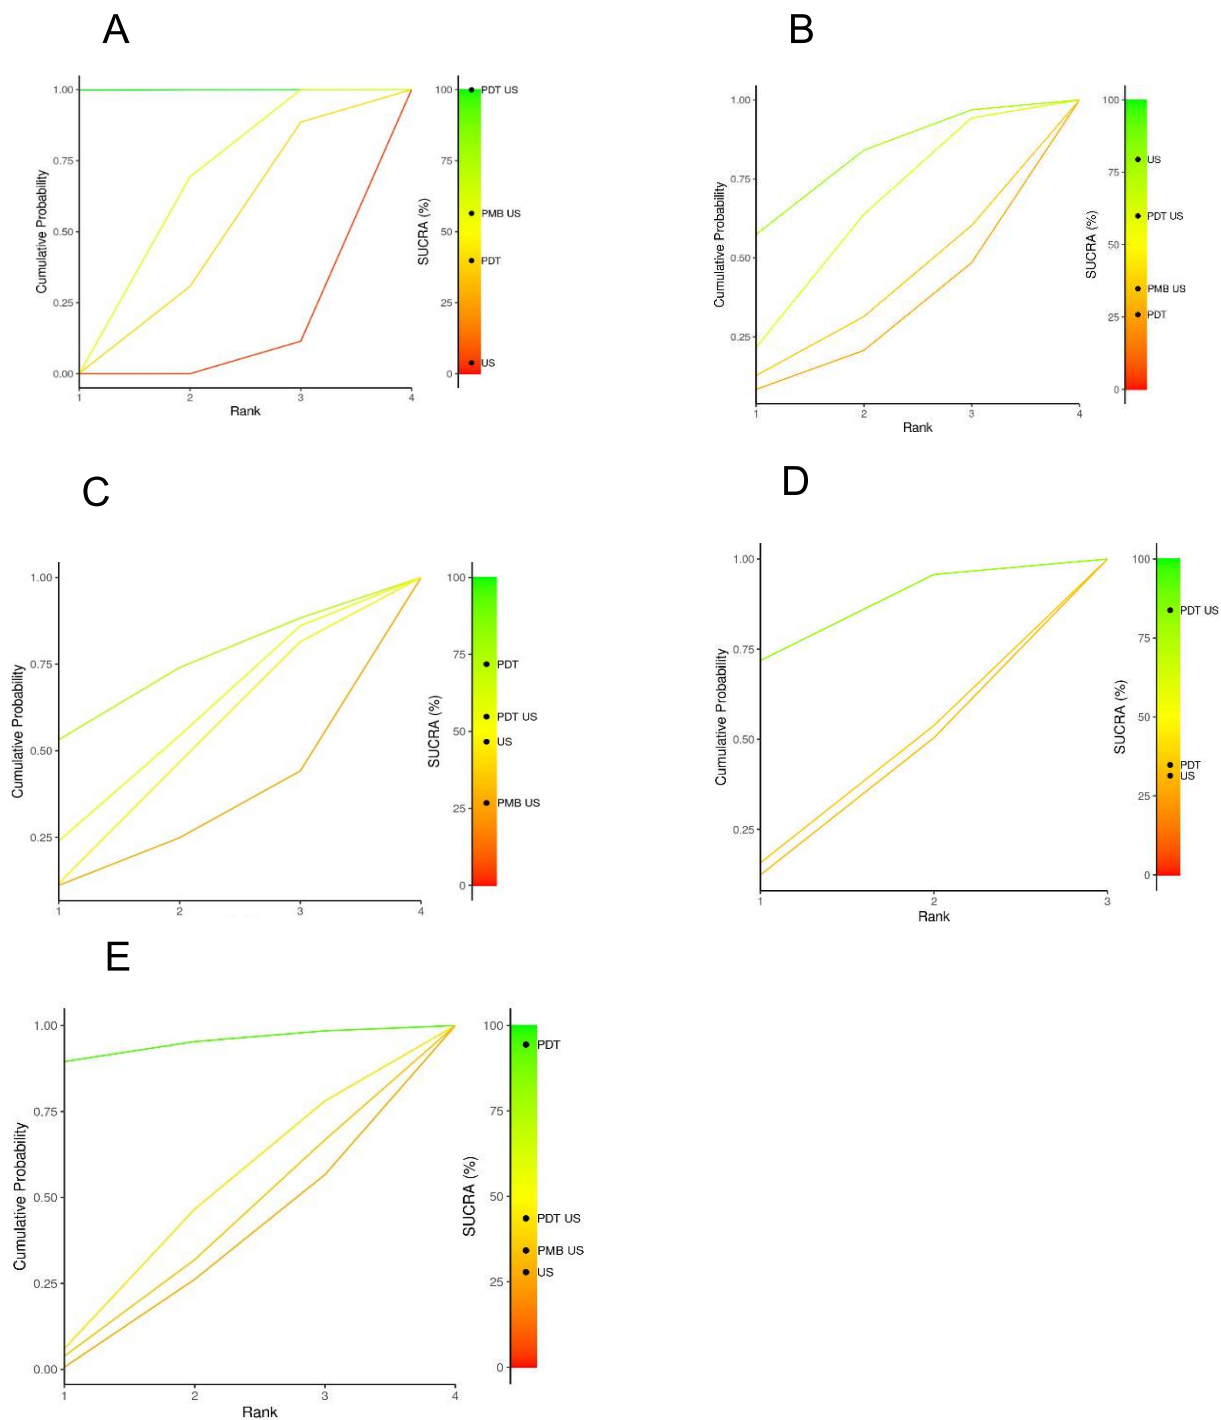 A
B
1.00
0.75
0.50
0.25
0.00
1
2
3
4
Rank
Cumulative Probability
SUCRA (%)
100
75
50
25
0
PDT US
PMB US
PDT
US
1.00
0.75
0.50
0.25
1
2
3
4
Rank
Cumulative Probability
SUCRA (%)
100
75
50
25
0
US
PDT US
PMB US
PDT
C
D
1.00
0.75
0.50
0.25
1
2
3
4
Cumulative Probability
SUCRA (%)
100
75
50
25
0
PDT
PDT US
US
PMB US
1.00
0.75
0.50
0.25
1
2
3
Rank
Cumulative Probability
SUCRA (%)
100
75
50
25
0
PDT US
PDT
US
E
1.00
0.75
0.50
0.25
0.00
1
2
3
4
Rank
Cumulative Probability
SUCRA (%)
100
75
50
25
0
PDT
PDT US
PMB US
US